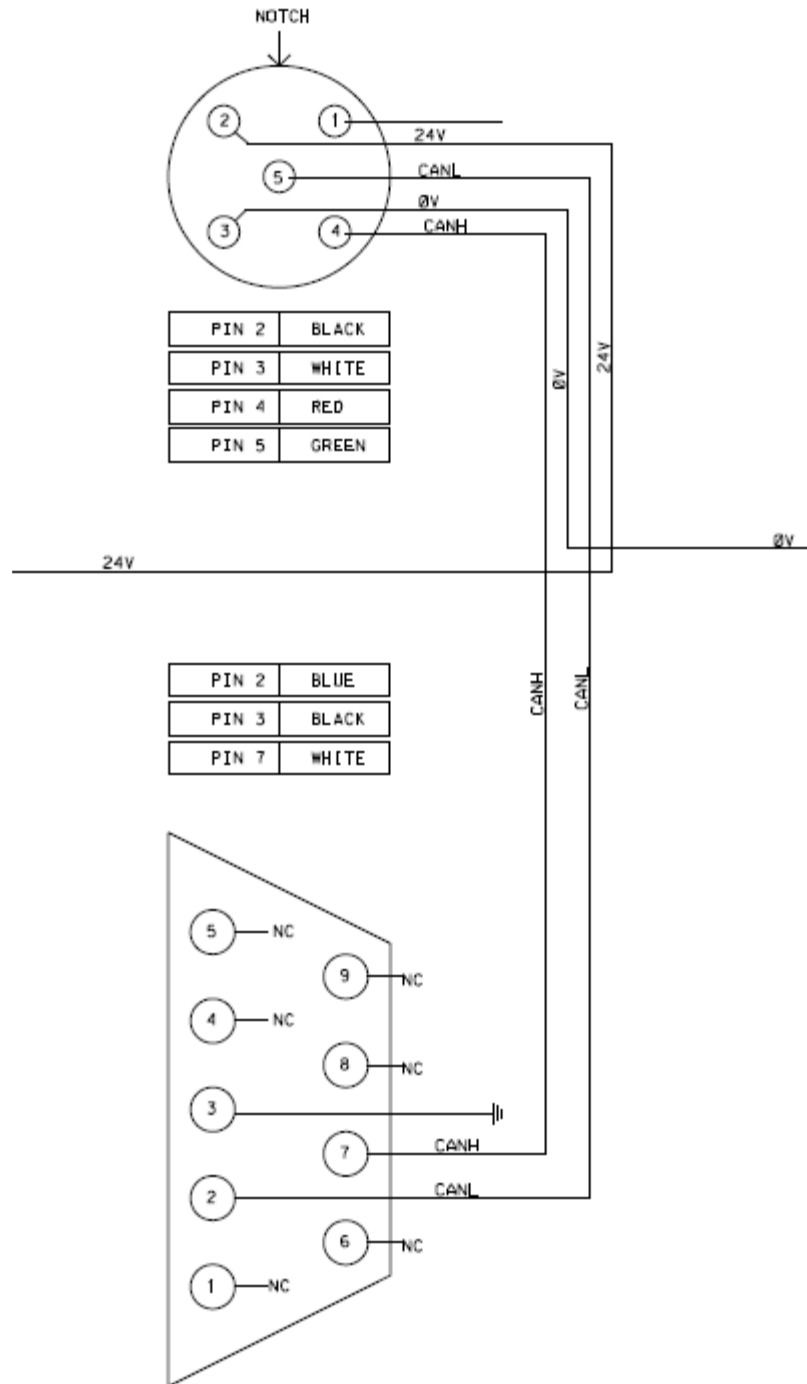 NOTCH
2
1
24V
5
CANL
ØV
3
4
CANH
PIN 2 BLACK
PIN 3 WHITE
PIN 4 RED
PIN 5 GREEN
ØV
24V
ØV
24V
CANH
CANL
PIN 2 BLUE
PIN 3 BLACK
PIN 7 WHITE
5 NC
9 NC
4 NC
8 NC
3
7 CANH
2 CANL
6 NC
1 NC